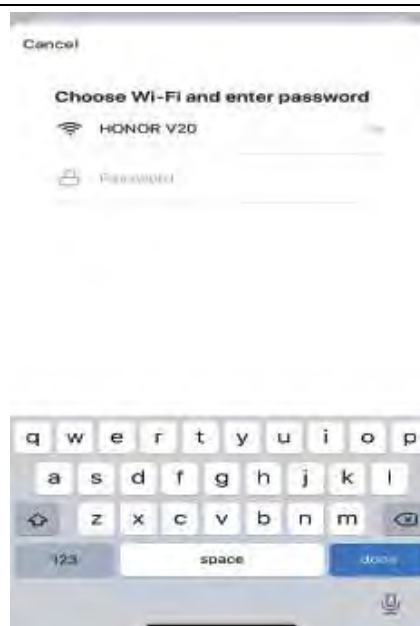 Cancel
Choose Wi-Fi and enter password
HONOR V20
Password
q w e r t y u i o p
a s d f g h j k l
z x c v b n m
123 space done